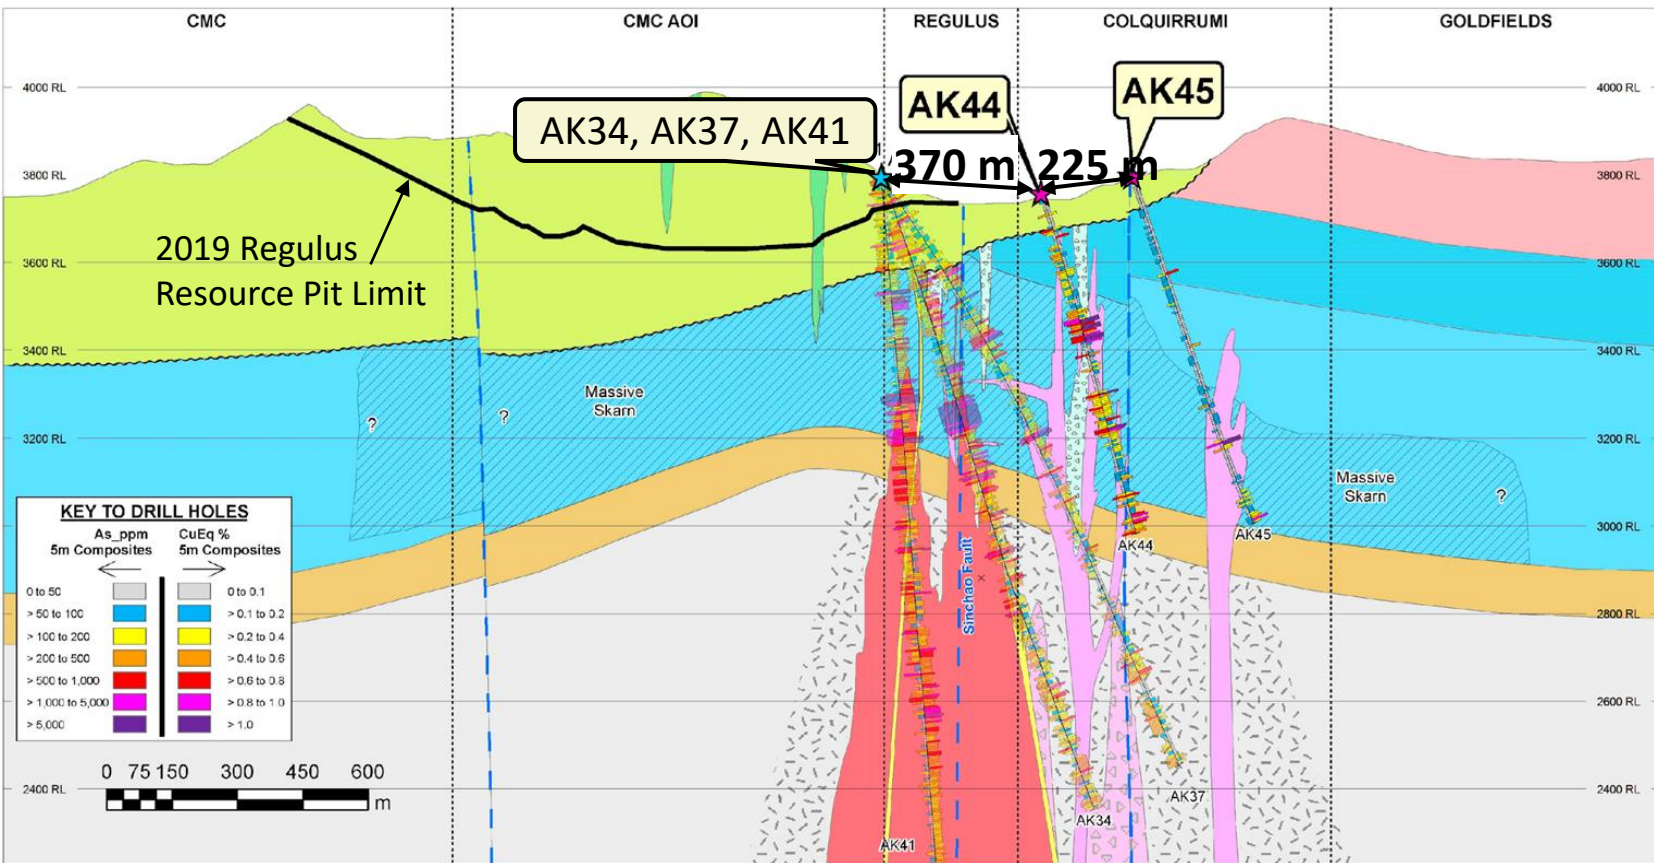 CMC
CMC AOI
REGULUS
COLQUIRRUMI
GOLDFIELDS
4000 RL
4000 RL
AK34, AK37, AK41
AK44
AK45
370 m
225 m
3800 RL
3800 RL
2019 Regulus
Resource Pit Limit
3600 RL
3600 RL
3400 RL
3400 RL
Massive
Skarn
?
?
3200 RL
3200 RL
Massive
Skarn
?
KEY TO DRILL HOLES
As_ppm
5m Composites
CuEq %
5m Composites
0 to 50
0 to 0.1
> 50 to 100
> 0.1 to 0.2
> 100 to 200
> 0.2 to 0.4
> 200 to 500
> 0.4 to 0.6
> 500 to 1,000
> 0.6 to 0.8
> 1,000 to 5,000
> 0.8 to 1.0
> 5,000
> 1.0
3000 RL
AK44
AK45
Sinchao Fault
2800 RL
2600 RL
0 75 150 300 450 600
m
2400 RL
2400 RL
AK37
AK34
AK41
2600 RL